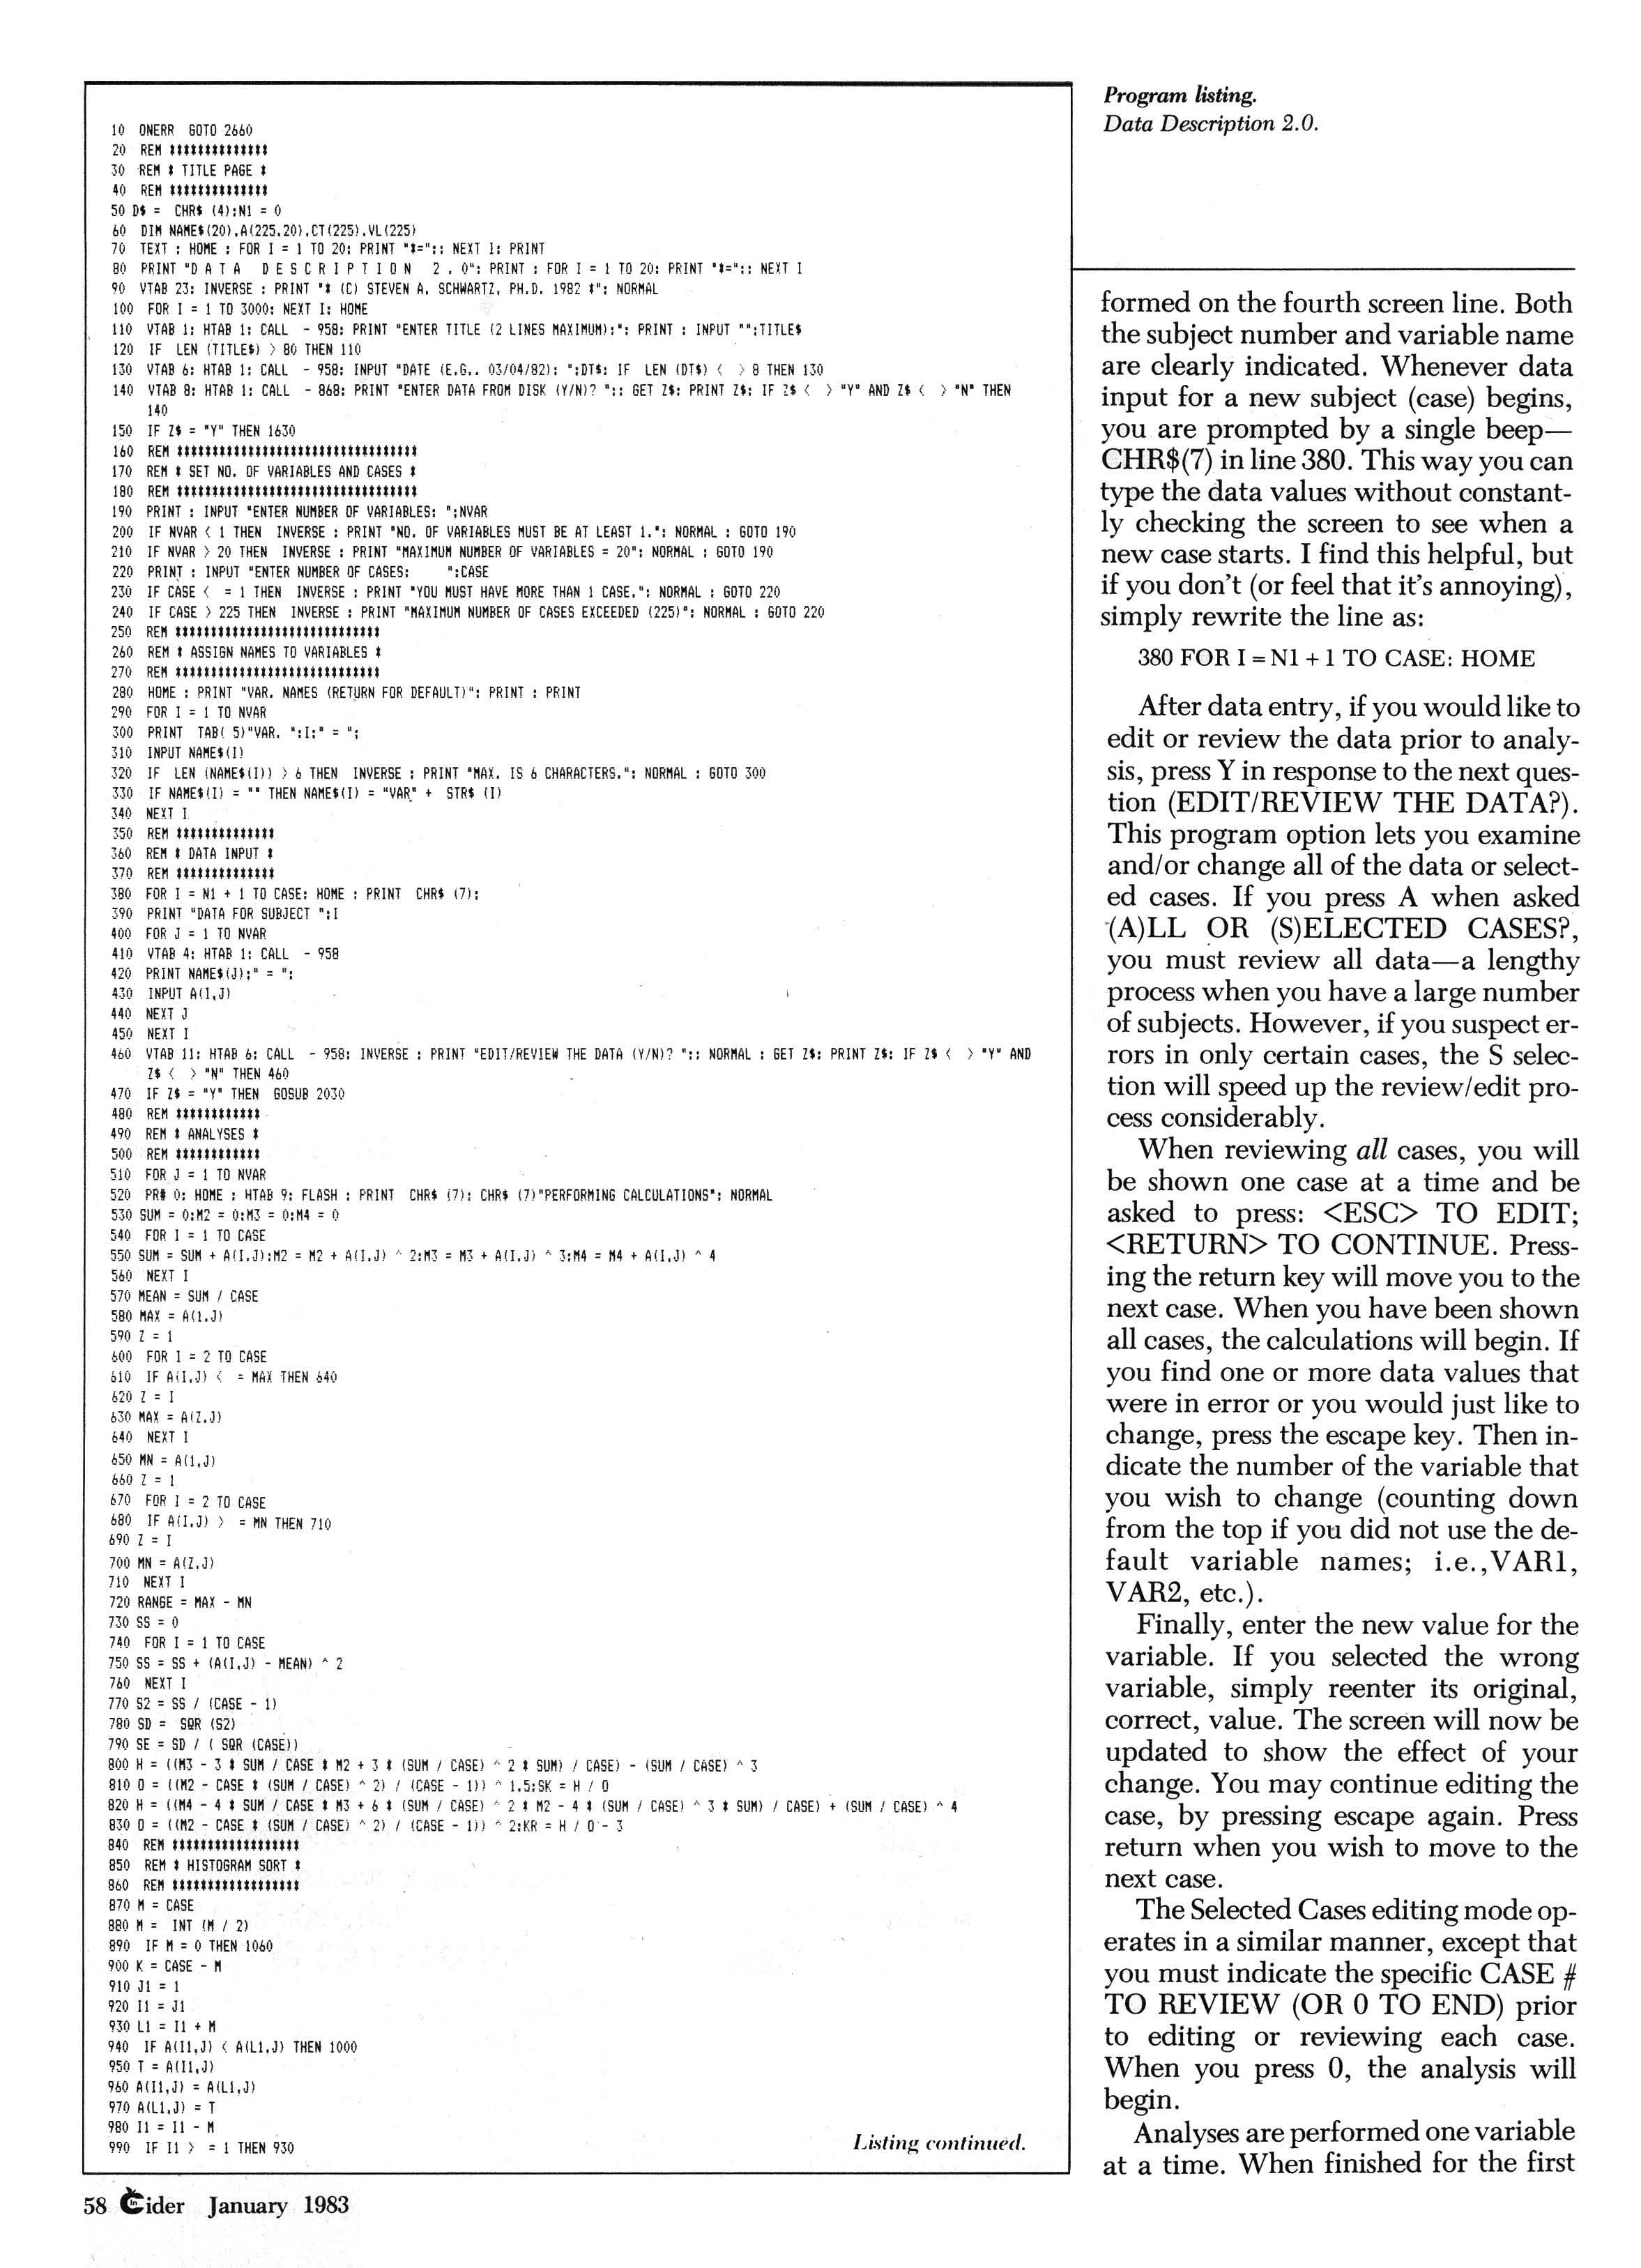 10 ONERR GOTO 2660
20 REM **************
30 REM * TITLE PAGE *
40 REM **************
50 D$ = CHR$ (4):N1 = 0
60 DIM NAME$(20),A(225,20),CT(225),VL(225)
70 TEXT : HOME : FOR I = 1 TO 20: PRINT "*=";: NEXT I: PRINT
80 PRINT "D A T A   D E S C R I P T I O N   2 . 0": PRINT : FOR I = 1 TO 20: PRINT "*=";: NEXT I
90 VTAB 23: INVERSE : PRINT "* (C) STEVEN A. SCHWARTZ, PH.D. 1982 *": NORMAL
100 FOR I = 1 TO 3000: NEXT I: HOME
110 VTAB 1: HTAB 1: CALL - 958: PRINT "ENTER TITLE (2 LINES MAXIMUM):": PRINT : INPUT "";TITLE$
120 IF LEN (TITLE$) > 80 THEN 110
130 VTAB 6: HTAB 1: CALL - 958: INPUT "DATE (E.G., 03/04/82): ";DT$: IF LEN (DT$) < > 8 THEN 130
140 VTAB 8: HTAB 1: CALL - 868: PRINT "ENTER DATA FROM DISK (Y/N)? ";: GET Z$: PRINT Z$: IF Z$ < > "Y" AND Z$ < > "N" THEN
140
150 IF Z$ = "Y" THEN 1630
160 REM **********************************
170 REM * SET NO. OF VARIABLES AND CASES *
180 REM **********************************
190 PRINT : INPUT "ENTER NUMBER OF VARIABLES: ";NVAR
200 IF NVAR < 1 THEN INVERSE : PRINT "NO. OF VARIABLES MUST BE AT LEAST 1.": NORMAL : GOTO 190
210 IF NVAR > 20 THEN INVERSE : PRINT "MAXIMUM NUMBER OF VARIABLES = 20": NORMAL : GOTO 190
220 PRINT : INPUT "ENTER NUMBER OF CASES:     ";CASE
230 IF CASE < = 1 THEN INVERSE : PRINT "YOU MUST HAVE MORE THAN 1 CASE.": NORMAL : GOTO 220
240 IF CASE > 225 THEN INVERSE : PRINT "MAXIMUM NUMBER OF CASES EXCEEDED (225)": NORMAL : GOTO 220
250 REM *****************************
260 REM * ASSIGN NAMES TO VARIABLES *
270 REM *****************************
280 HOME : PRINT "VAR. NAMES (RETURN FOR DEFAULT)": PRINT : PRINT
290 FOR I = 1 TO NVAR
300 PRINT TAB( 5)"VAR. ";I;" = ";
310 INPUT NAME$(I)
320 IF LEN (NAME$(I)) > 6 THEN INVERSE : PRINT "MAX. IS 6 CHARACTERS.": NORMAL : GOTO 300
330 IF NAME$(I) = "" THEN NAME$(I) = "VAR" + STR$ (I)
340 NEXT I
350 REM **************
360 REM * DATA INPUT *
370 REM **************
380 FOR I = N1 + 1 TO CASE: HOME : PRINT CHR$ (7);
390 PRINT "DATA FOR SUBJECT ";I
400 FOR J = 1 TO NVAR
410 VTAB 4: HTAB 1: CALL - 958
420 PRINT NAME$(J);" = ";
430 INPUT A(I,J)
440 NEXT J
450 NEXT I
460 VTAB 11: HTAB 6: CALL - 958: INVERSE : PRINT "EDIT/REVIEW THE DATA (Y/N)? ";: NORMAL : GET Z$: PRINT Z$: IF Z$ < > "Y" AND
Z$ < > "N" THEN 460
470 IF Z$ = "Y" THEN GOSUB 2030
480 REM ************
490 REM * ANALYSES *
500 REM ************
510 FOR J = 1 TO NVAR
520 PR# 0: HOME : HTAB 9: FLASH : PRINT CHR$ (7); CHR$ (7)"PERFORMING CALCULATIONS": NORMAL
530 SUM = 0:M2 = 0:M3 = 0:M4 = 0
540 FOR I = 1 TO CASE
550 SUM = SUM + A(I,J):M2 = M2 + A(I,J) ^ 2:M3 = M3 + A(I,J) ^ 3:M4 = M4 + A(I,J) ^ 4
560 NEXT I
570 MEAN = SUM / CASE
580 MAX = A(1,J)
590 Z = 1
600 FOR I = 2 TO CASE
610 IF A(I,J) < = MAX THEN 640
620 Z = I
630 MAX = A(Z,J)
640 NEXT I
650 MN = A(1,J)
660 Z = 1
670 FOR I = 2 TO CASE
680 IF A(I,J) > = MN THEN 710
690 Z = I
700 MN = A(Z,J)
710 NEXT I
720 RANGE = MAX - MN
730 SS = 0
740 FOR I = 1 TO CASE
750 SS = SS + (A(I,J) - MEAN) ^ 2
760 NEXT I
770 S2 = SS / (CASE - 1)
780 SD = SQR (S2)
790 SE = SD / ( SQR (CASE))
800 H = ((M3 - 3 * SUM / CASE * M2 + 3 * (SUM / CASE) ^ 2 * SUM) / CASE) - (SUM / CASE) ^ 3
810 O = ((M2 - CASE * (SUM / CASE) ^ 2) / (CASE - 1)) ^ 1.5:SK = H / O
820 H = ((M4 - 4 * SUM / CASE * M3 + 6 * (SUM / CASE) ^ 2 * M2 - 4 * (SUM / CASE) ^ 3 * SUM) / CASE) + (SUM / CASE) ^ 4
830 O = ((M2 - CASE * (SUM / CASE) ^ 2) / (CASE - 1)) ^ 2:KR = H / O - 3
840 REM ******************
850 REM * HISTOGRAM SORT *
860 REM ******************
870 M = CASE
880 M = INT (M / 2)
890 IF M = 0 THEN 1060
900 K = CASE - M
910 J1 = 1
920 I1 = J1
930 L1 = I1 + M
940 IF A(I1,J) < A(L1,J) THEN 1000
950 T = A(I1,J)
960 A(I1,J) = A(L1,J)
970 A(L1,J) = T
980 I1 = I1 - M
990 IF I1 > = 1 THEN 930
Listing continued.
Program listing.
Data Description 2.0.
formed on the fourth screen line. Both
the subject number and variable name
are clearly indicated. Whenever data
input for a new subject (case) begins,
you are prompted by a single beep—
CHR$(7) in line 380. This way you can
type the data values without constant-
ly checking the screen to see when a
new case starts. I find this helpful, but
if you don't (or feel that it's annoying),
simply rewrite the line as:
380 FOR I = N1 + 1 TO CASE: HOME
After data entry, if you would like to
edit or review the data prior to analy-
sis, press Y in response to the next ques-
tion (EDIT/REVIEW THE DATA?).
This program option lets you examine
and/or change all of the data or select-
ed cases. If you press A when asked
(A)LL OR (S)ELECTED CASES?,
you must review all data—a lengthy
process when you have a large number
of subjects. However, if you suspect er-
rors in only certain cases, the S selec-
tion will speed up the review/edit pro-
cess considerably.
When reviewing all cases, you will
be shown one case at a time and be
asked to press: <ESC> TO EDIT;
<RETURN> TO CONTINUE. Press-
ing the return key will move you to the
next case. When you have been shown
all cases, the calculations will begin. If
you find one or more data values that
were in error or you would just like to
change, press the escape key. Then in-
dicate the number of the variable that
you wish to change (counting down
from the top if you did not use the de-
fault variable names; i.e.,VAR1,
VAR2, etc.).
Finally, enter the new value for the
variable. If you selected the wrong
variable, simply reenter its original,
correct, value. The screen will now be
updated to show the effect of your
change. You may continue editing the
case, by pressing escape again. Press
return when you wish to move to the
next case.
The Selected Cases editing mode op-
erates in a similar manner, except that
you must indicate the specific CASE #
TO REVIEW (OR 0 TO END) prior
to editing or reviewing each case.
When you press 0, the analysis will
begin.
Analyses are performed one variable
at a time. When finished for the first
58 inCider January 1983